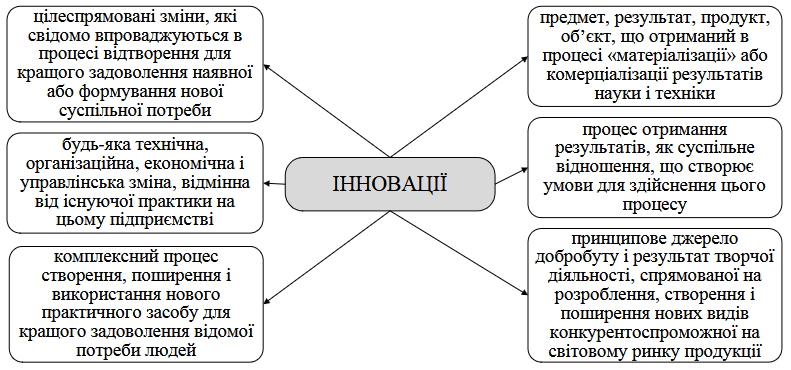 цілеспрямовані зміни, які
свідомо впроваджуються в
процесі відтворення для
кращого задоволення наявної
або формування нової
суспільної потреби
предмет, результат, продукт,
об’єкт, що отриманий в
процесі «матеріалізації» або
комерціалізації результатів
науки і техніки
будь-яка технічна,
організаційна, економічна і
управлінська зміна, відмінна
від існуючої практики на
цьому підприємстві
ІННОВАЦІЇ
процес отримання
результатів, як суспільне
відношення, що створює
умови для здійснення цього
процесу
комплексний процес
створення, поширення і
використання нового
практичного засобу для
кращого задоволення відомої
потреби людей
принципове джерело
добробуту і результат творчої
діяльності, спрямованої на
розроблення, створення і
поширення нових видів
конкурентоспроможної на
світовому ринку продукції